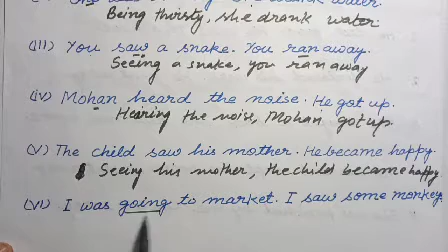 Being thirsty, she drank water.
(III) You saw a snake. You ran away.
Seeing a snake, you ran away
(IV) Mohan heard the noise. He got up.
Hearing the noise, Mohan got up
(V) The child saw his mother. He became happy.
Seeing his mother, the child became happy
(VI) I was going to market. I saw some monkey.